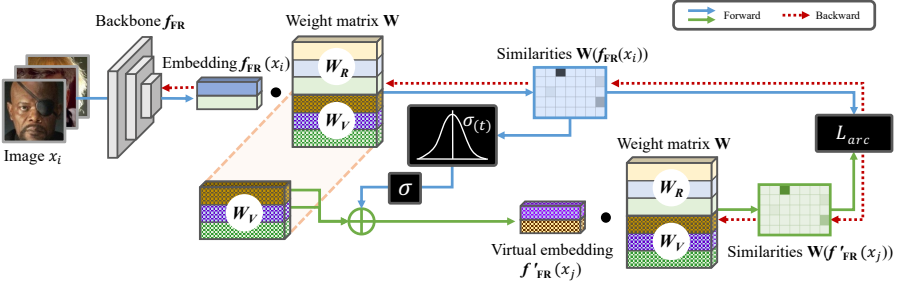 Backbone f_FR
Weight matrix W
Forward
Backward
Embedding f_FR (x_i)
Similarities W(f_FR(x_i))
W_R
W_V
σ_(t)
L_arc
Image x_i
σ
Weight matrix W
W_R
W_V
W_V
Virtual embedding
f'_FR (x_j)
Similarities W(f'_FR (x_j))